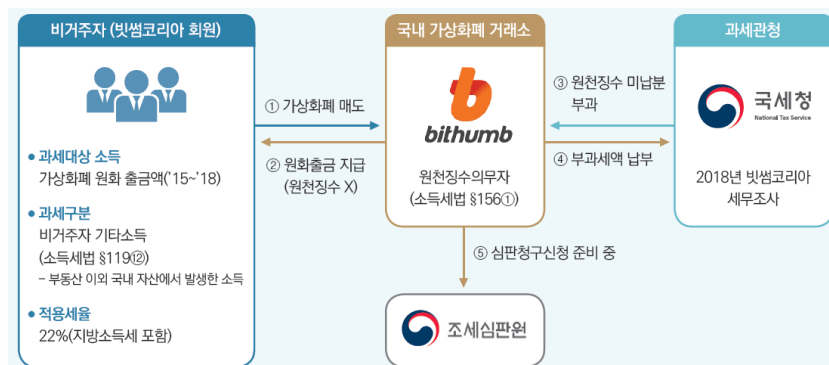 비거주자 (빗썸코리아 회원)
● 과세대상 소득
가상화폐 원화 출금액('15~'18)
● 과세구분
비거주자 기타소득
(소득세법 §119⑫)
– 부동산 이외 국내 자산에서 발생한 소득
● 적용세율
22%(지방소득세 포함)
① 가상화폐 매도
② 원화출금 지급
(원천징수 X)
국내 가상화폐 거래소
bithumb
원천징수의무자
(소득세법 §156①)
③ 원천징수 미납분
부과
④ 부과세액 납부
과세관청
국세청
National Tax Service
2018년 빗썸코리아
세무조사
⑤ 심판청구신청 준비 중
조세심판원